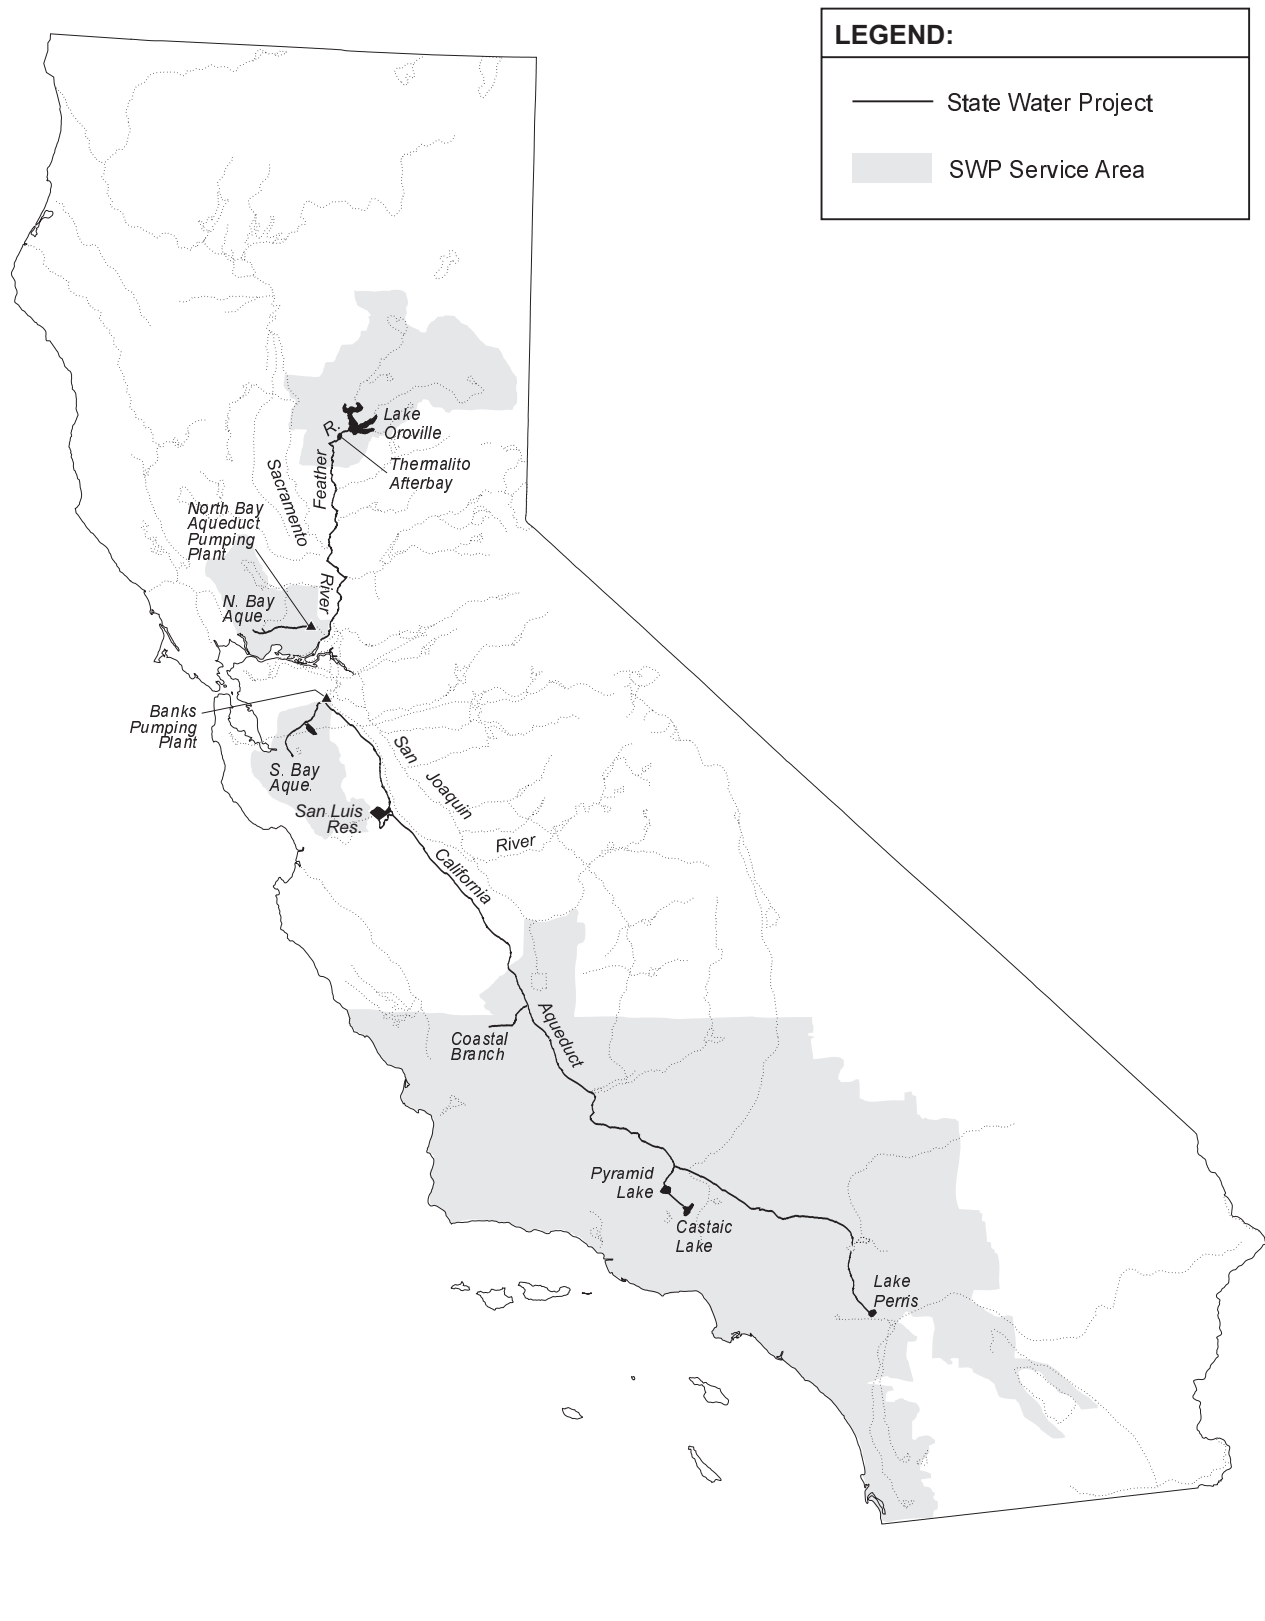 LEGEND:
State Water Project
SWP Service Area
Lake
Oroville
R.
Thermalito
Afterbay
Feather
Sacramento
North Bay
Aqueduct
Pumping
Plant
River
N. Bay
Aque.
Banks
Pumping
Plant
S. Bay
Aque.
San
Joaquin
River
San Luis
Res.
California
Aqueduct
Coastal
Branch
Pyramid
Lake
Castaic
Lake
Lake
Perris